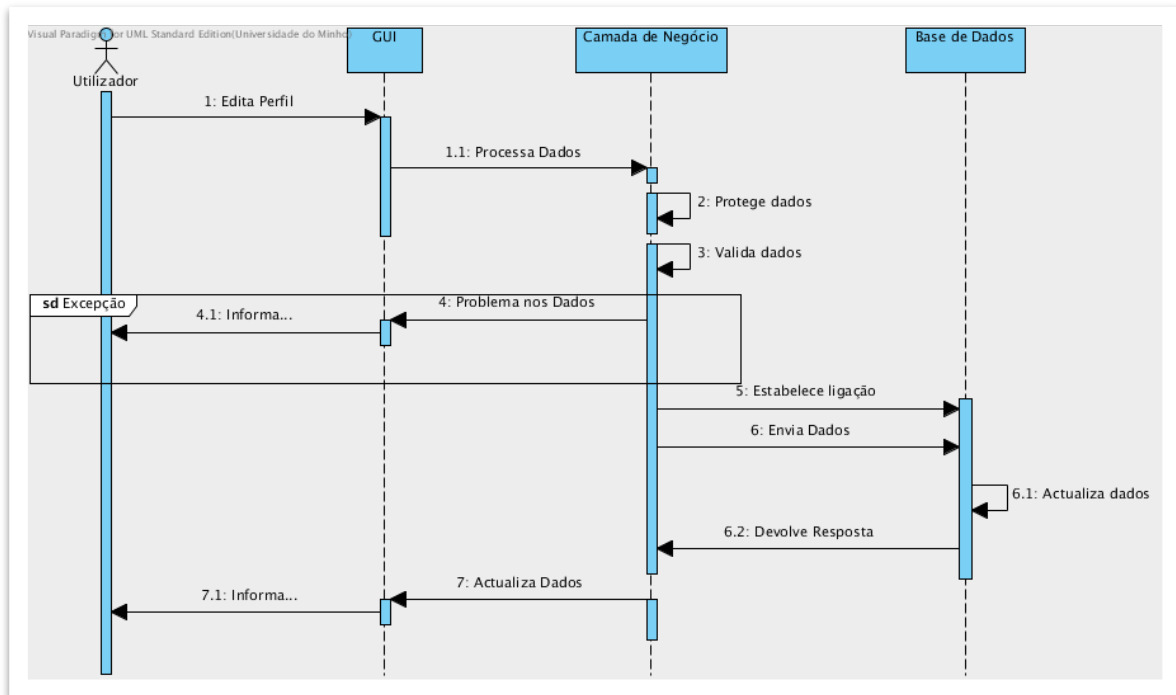 Visual Paradigm for UML Standard Edition(Universidade do Minho)
GUI
Camada de Negócio
Base de Dados
Utilizador
1: Edita Perfil
1.1: Processa Dados
2: Protege dados
3: Valida dados
sd Excepção
4: Problema nos Dados
4.1: Informa...
5: Estabelece ligação
6: Envia Dados
6.1: Actualiza dados
6.2: Devolve Resposta
7: Actualiza Dados
7.1: Informa...